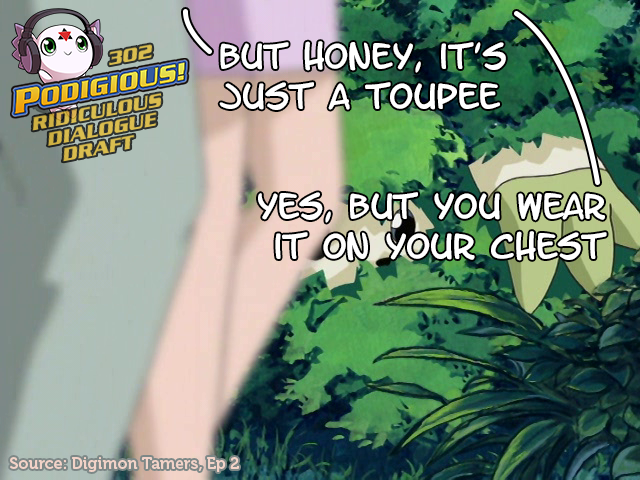 302
PODIGIOUS!
RIDICULOUS
DIALOGUE
DRAFT
BUT HONEY, IT'S
JUST A TOUPEE
YES, BUT YOU WEAR
IT ON YOUR CHEST
Source: Digimon Tamers, Ep 2